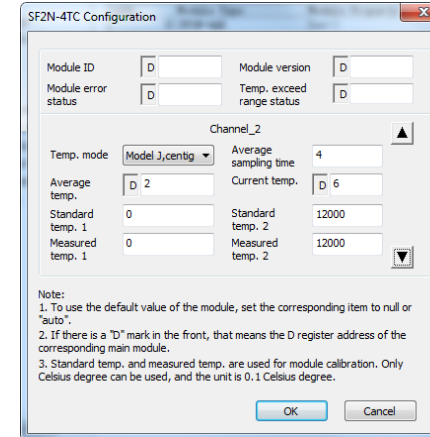 SF2N-4TC Configuration
Module ID D
Module version D
Module error status D
Temp. exceed range status D
Channel_2
Temp. mode Model J,centig
Average sampling time 4
Average temp. D 2
Current temp. D 6
Standard temp. 1 0
Standard temp. 2 12000
Measured temp. 1 0
Measured temp. 2 12000
Note:
1. To use the default value of the module, set the corresponding item to null or
"auto".
2. If there is a "D" mark in the front, that means the D register address of the
corresponding main module.
3. Standard temp. and measured temp. are used for module calibration. Only
Celsius degree can be used, and the unit is 0.1 Celsius degree.
OK Cancel